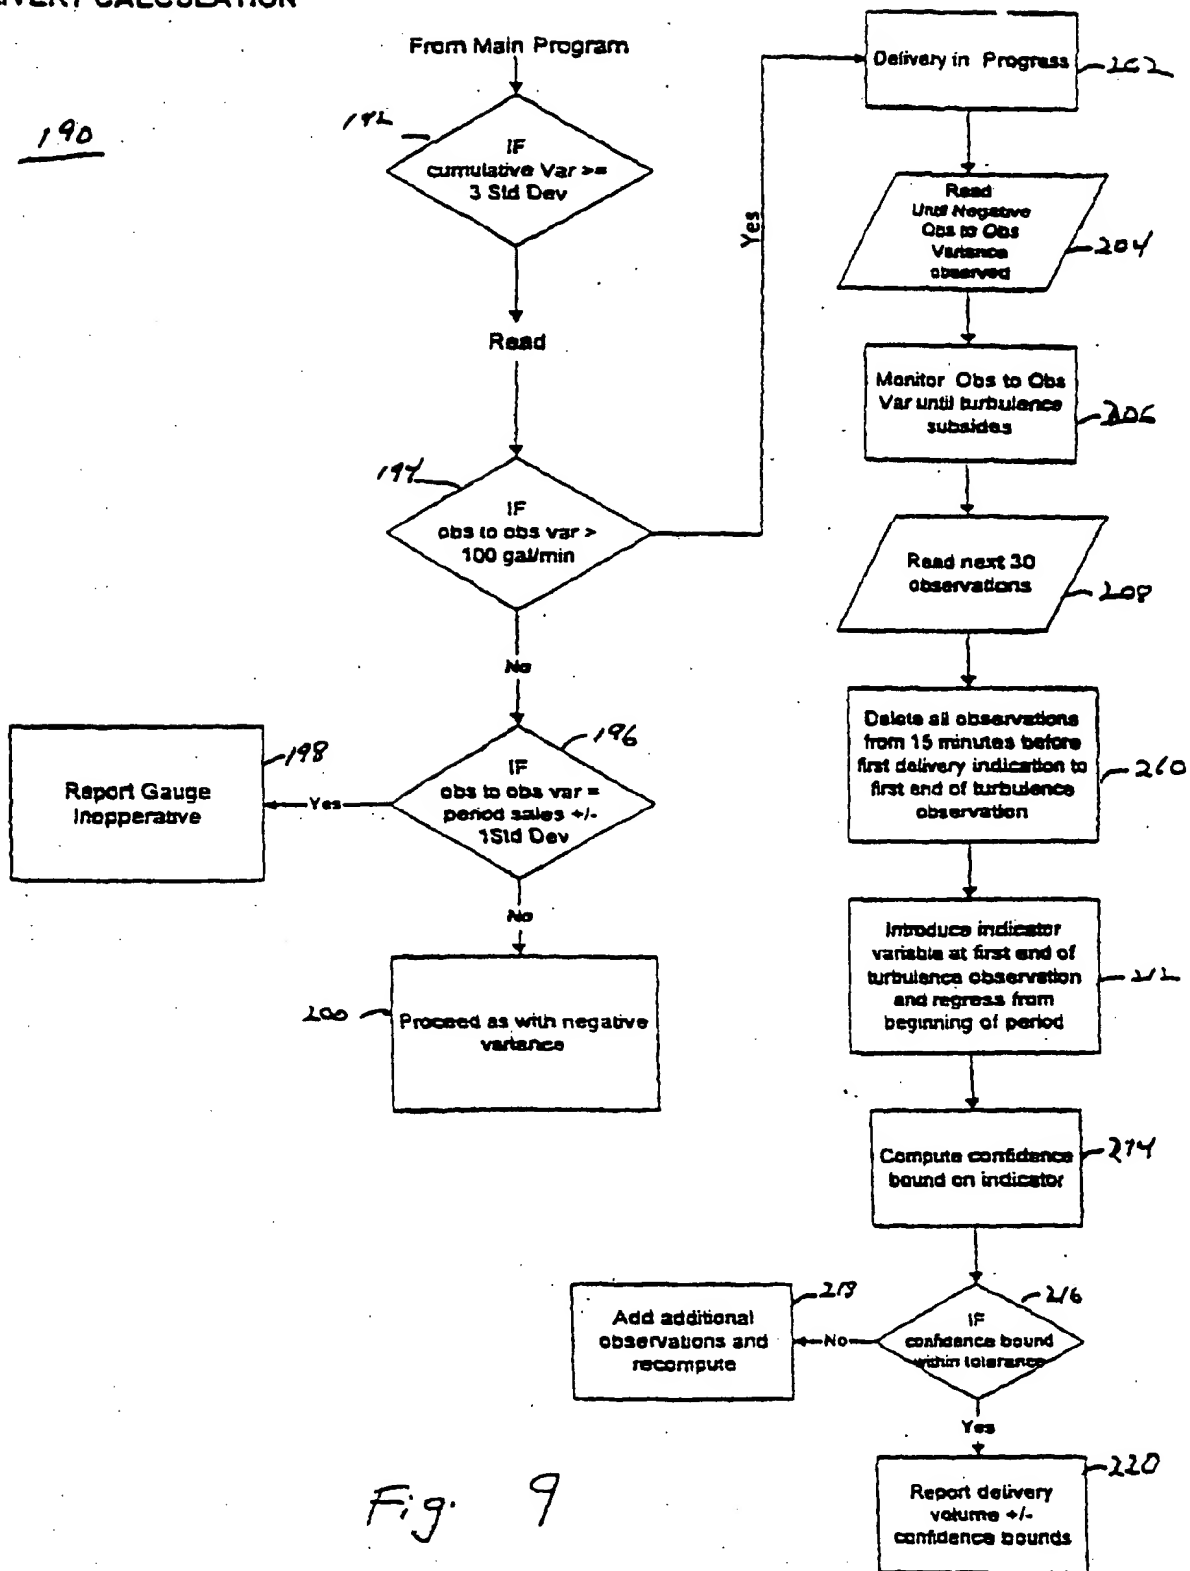 CALCULATION
From Main Program
190
192
IF
cumulative Var >=
3 Std Dev
Read
194
IF
obs to obs var >
100 gal/min
Yes
No
196
IF
obs to obs var =
period sales +/-
1Std Dev
Yes
198
Report Gauge
Inopperative
No
200
Proceed as with negative
variance
Delivery in Progress
202
Read
Until Negative
Obs to Obs
Variance
observed
204
Monitor Obs to Obs
Var until turbulence
subsides
206
Read next 30
observations
208
Delete all observations
from 15 minutes before
first delivery indication to
first end of turbulence
observation
210
Introduce indicator
variable at first end of
turbulence observation
and regress from
beginning of period
212
Compute confidence
bound on indicator
214
216
IF
confidence bound
within tolerance
No
218
Add additional
observations and
recompute
Yes
220
Report delivery
volume +/-
confidence bounds
Fig. 9